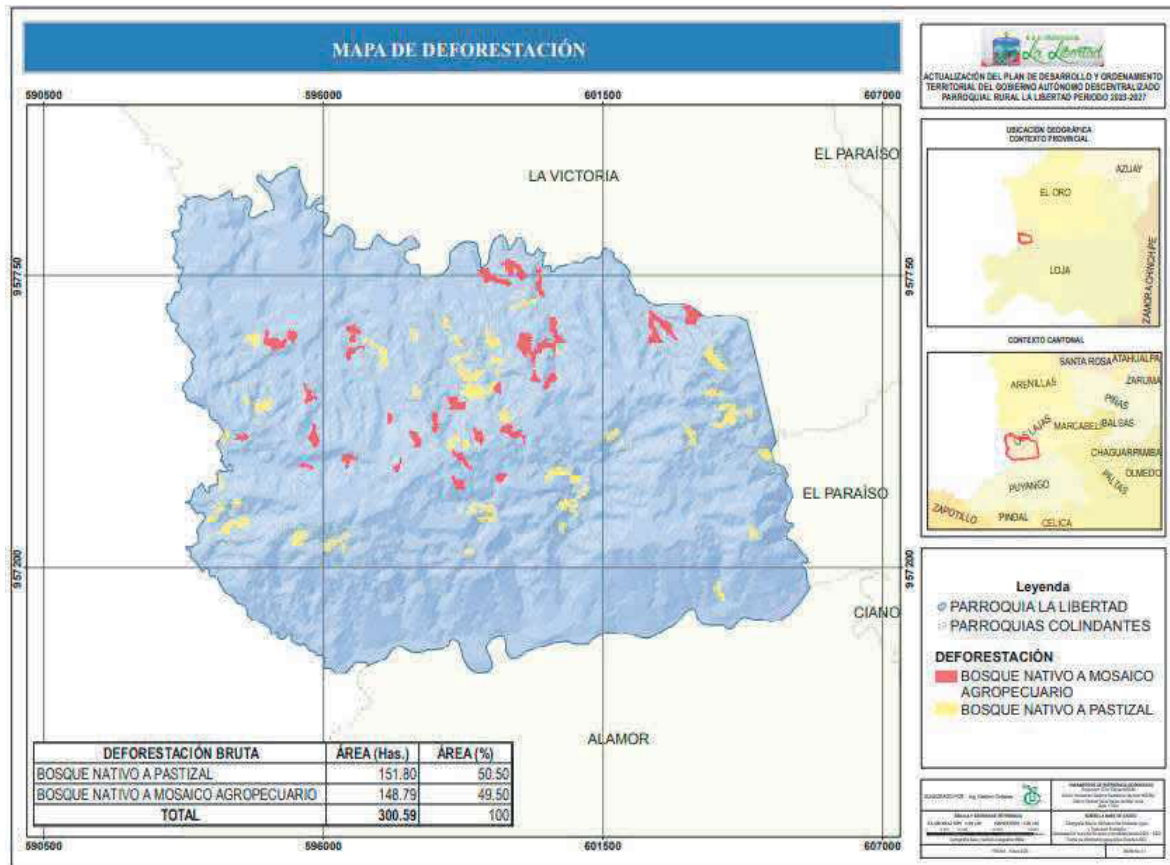 MAPA DE DEFORESTACIÓN
La Libertad
ACTUALIZACIÓN DEL PLAN DE DESARROLLO Y ORDENAMIENTO
TERRITORIAL DEL GOBIERNO AUTÓNOMO DESCENTRALIZADO
PARROQUIAL RURAL LA LIBERTAD PERIODO 2023-2027
590500 596000 601500 607000
EL PARAÍSO
LA VICTORIA
957750 957750
EL PARAÍSO
957200 957200
CIANO
ALAMOR
590500 596000 601500 607000
UBICACIÓN GEOGRÁFICA
CONTEXTO PROVINCIAL
AZUAY
EL ORO
LOJA
ZAMORA CHINCHIPE
CONTEXTO CANTONAL
SANTA ROSA ATAHUALPA
ARENILLAS ZARUMA
PIÑAS
LAS LAJAS MARCABELI BALSAS
CHAGUARPAMBA
PUYANGO PALTAS OLMEDO
ZAPOTILLO PINDAL CELICA
Leyenda
PARROQUIA LA LIBERTAD
PARROQUIAS COLINDANTES
DEFORESTACIÓN
BOSQUE NATIVO A MOSAICO
AGROPECUARIO
BOSQUE NATIVO A PASTIZAL
DEFORESTACIÓN BRUTA ÁREA (Has.) ÁREA (%)
BOSQUE NATIVO A PASTIZAL 151.80 50.50
BOSQUE NATIVO A MOSAICO AGROPECUARIO 148.79 49,50
TOTAL 300.59 100